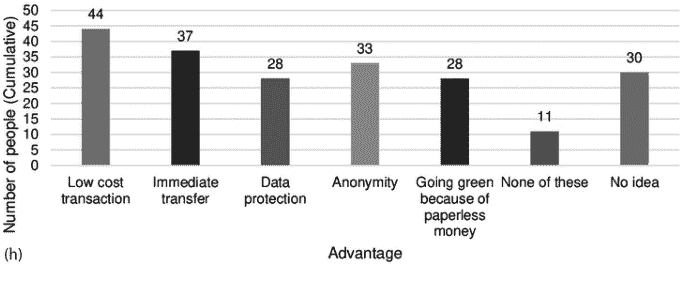 Number of people (Cumulative)
50
45
40
35
30
25
20
15
10
5
0
44
37
28
33
28
11
30
Low cost
transaction
Immediate
transfer
Data
protection
Anonymity
Going green
because of
paperless
money
None of these
No idea
(h)
Advantage